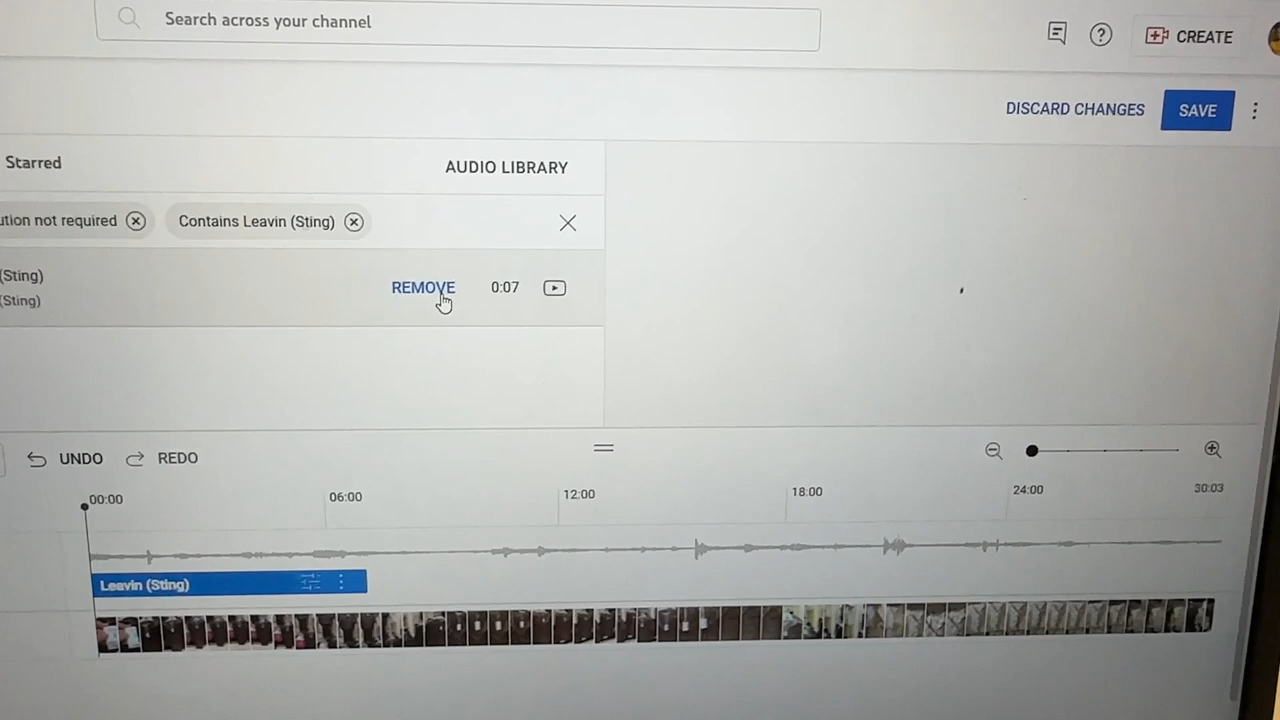 Search across your channel
CREATE
DISCARD CHANGES
SAVE
Starred
AUDIO LIBRARY
ution not required
Contains Leavin (Sting)
(Sting)
(Sting)
REMOVE
0:07
UNDO
REDO
00:00
06:00
12:00
18:00
24:00
30:03
Leavin (Sting)